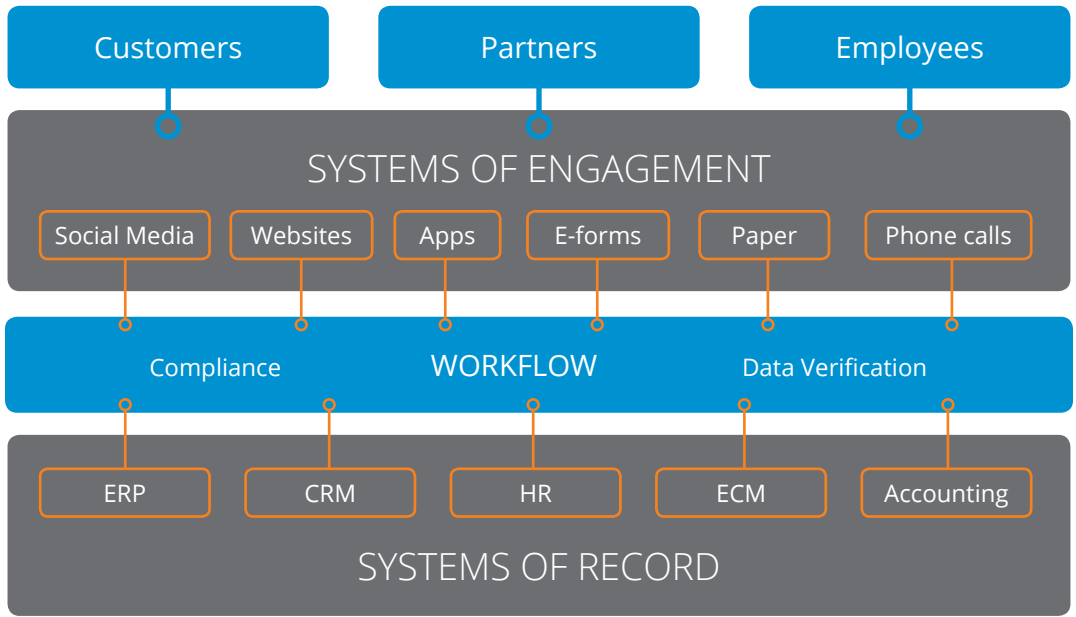 Customers
Partners
Employees
SYSTEMS OF ENGAGEMENT
Social Media
Websites
Apps
E-forms
Paper
Phone calls
Compliance
WORKFLOW
Data Verification
ERP
CRM
HR
ECM
Accounting
SYSTEMS OF RECORD